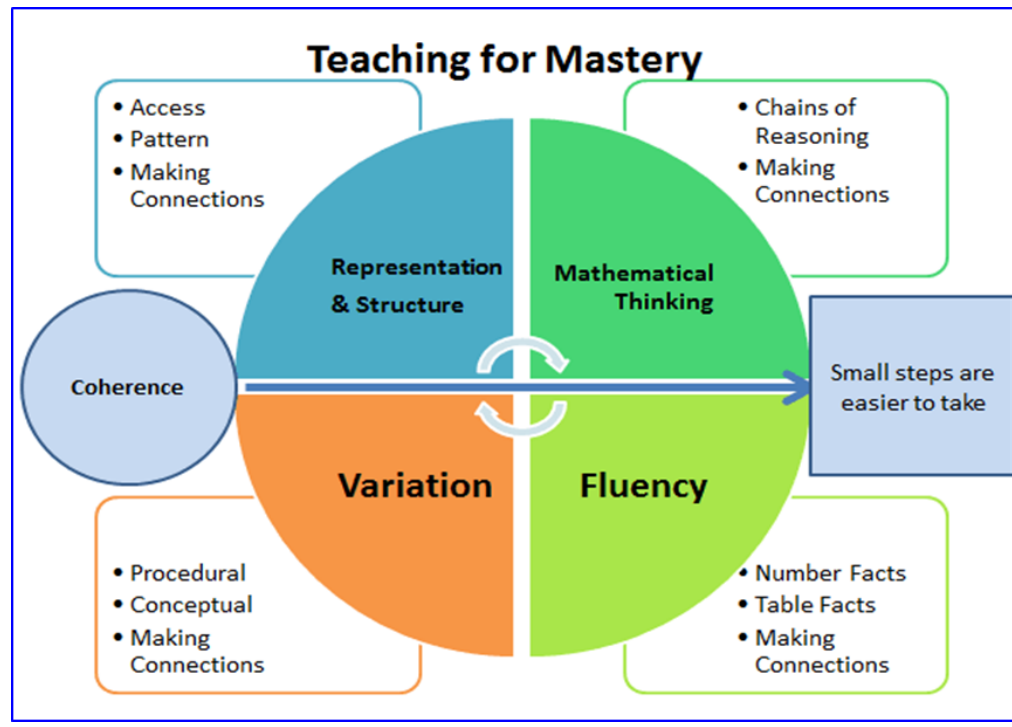 Teaching for Mastery
• Access
• Pattern
• Making
Connections
• Chains of
Reasoning
• Making
Connections
Representation
& Structure
Mathematical
Thinking
Coherence
Small steps are
easier to take
Variation
Fluency
• Procedural
• Conceptual
• Making
Connections
• Number Facts
• Table Facts
• Making
Connections